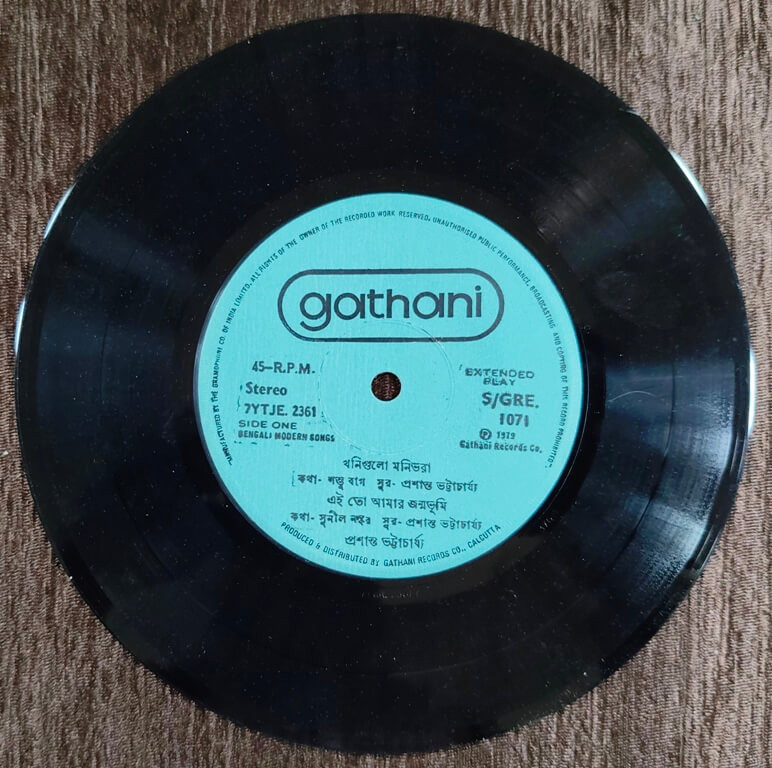 "MANUFACTURED BY THE GRAMOPHONE CO. OF INDIA LIMITED. ALL RIGHTS OF THE OWNER OF THE RECORDED WORK RESERVED. UNAUTHORISED PUBLIC PERFORMANCE, BROADCASTING AND COPYING OF THIS RECORD PROHIBITED"
gathani
45-R.P.M.
Stereo
7YTJE. 2361
SIDE ONE
BENGALI MODERN SONGS
EXTENDED
PLAY
S/GRE.
1071
Ⓟ 1979
Gathani Records Co.
খনিগুলো মনিভরা
কথা- শম্ভু বাগ সুর- প্রশান্ত ভট্টাচার্য্য
এই তো আমার জন্মভূমি
কথা- সুনীল নস্কর সুর- প্রশান্ত ভট্টাচার্য্য
প্রশান্ত ভট্টাচার্য্য
PRODUCED & DISTRIBUTED BY GATHANI RECORDS CO., CALCUTTA